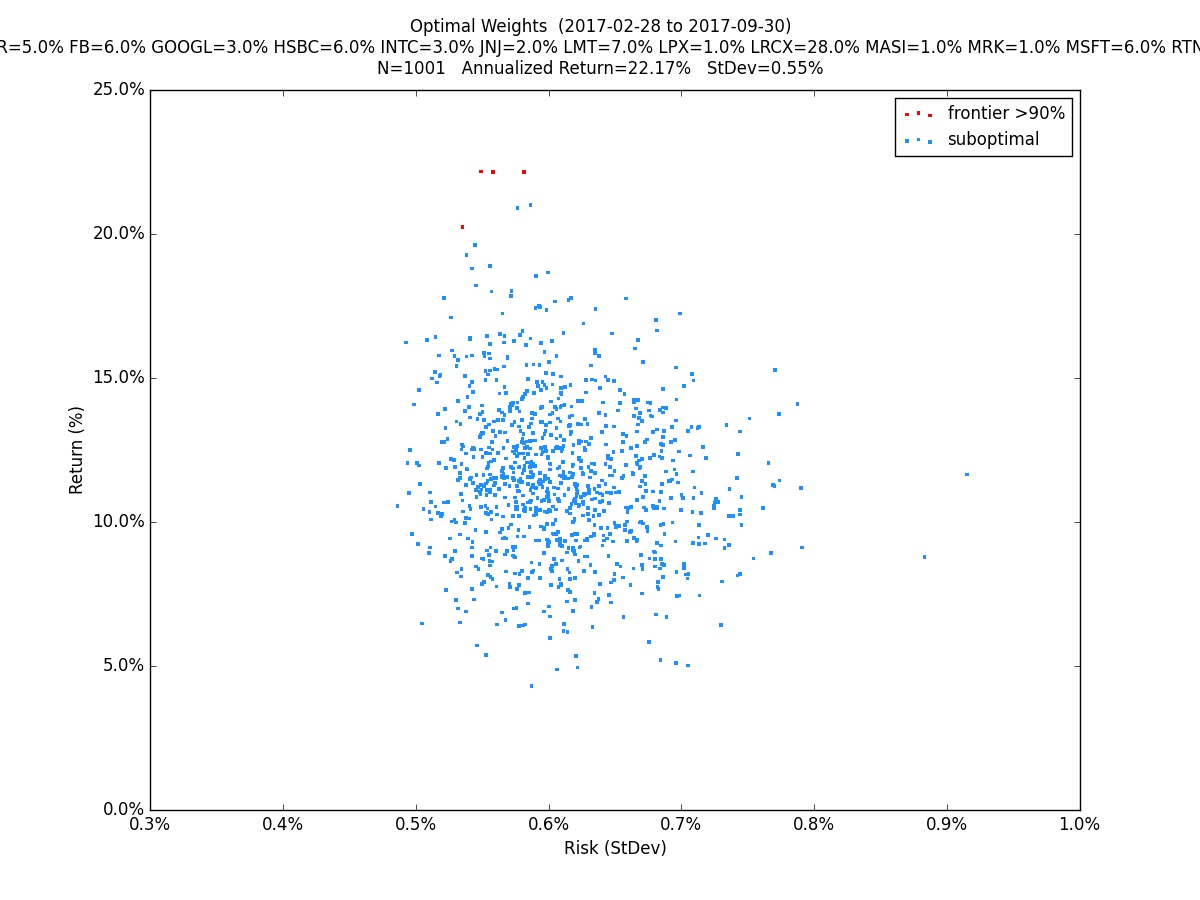 Optimal Weights (2017-02-28 to 2017-09-30)
R=5.0% FB=6.0% GOOGL=3.0% HSBC=6.0% INTC=3.0% JNJ=2.0% LMT=7.0% LPX=1.0% LRCX=28.0% MASI=1.0% MRK=1.0% MSFT=6.0% RTN
N=1001 Annualized Return=22.17% StDev=0.55%
25.0%
frontier >90%
suboptimal
20.0%
15.0%
Return (%)
10.0%
5.0%
0.0%
0.3% 0.4% 0.5% 0.6% 0.7% 0.8% 0.9% 1.0%
Risk (StDev)